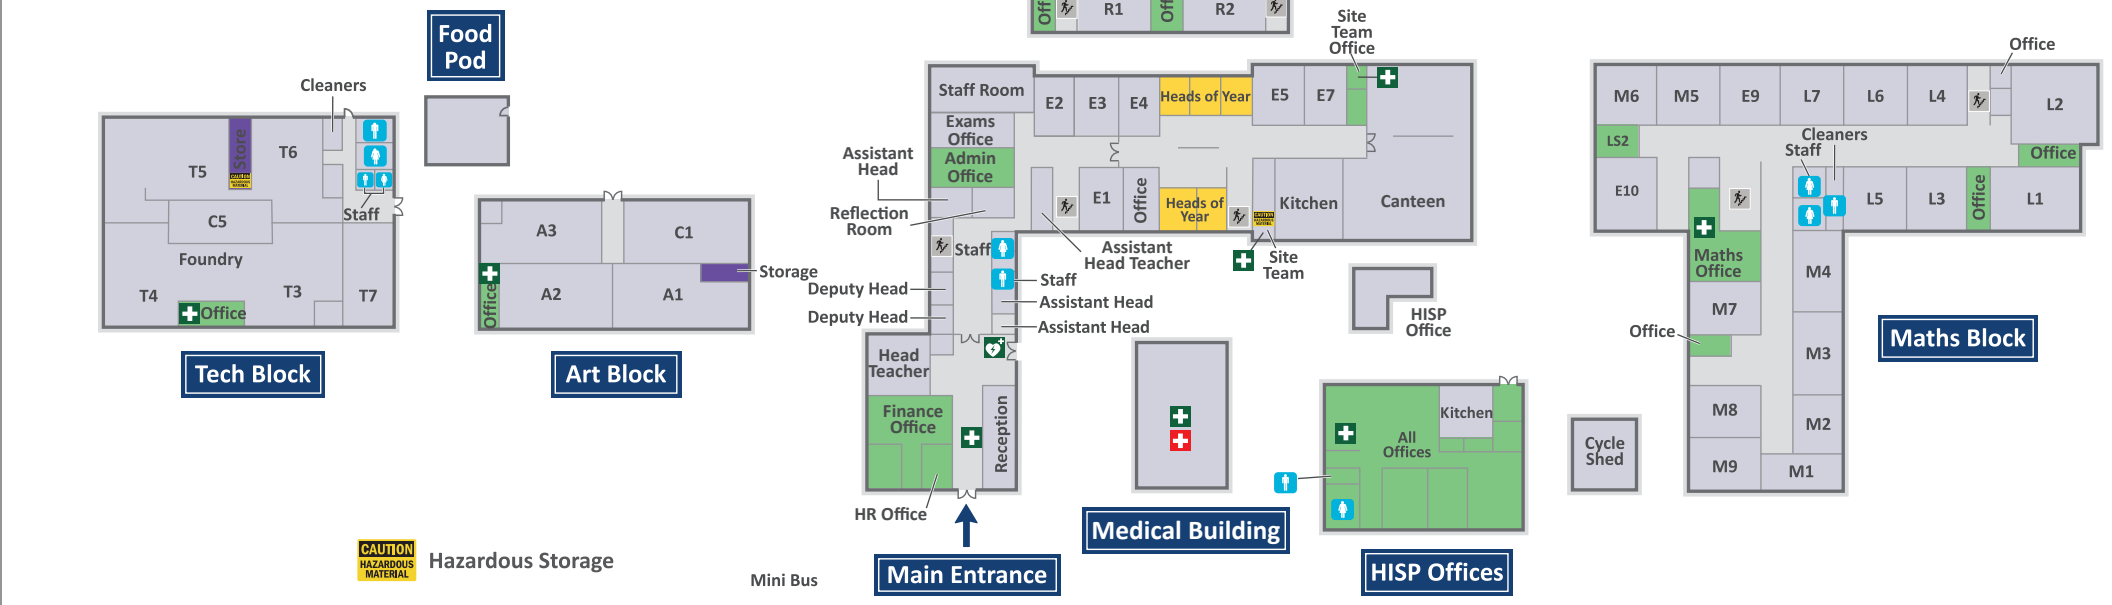 Food
Pod
Cleaners
Store
CAUTION
HAZARDOUS
MATERIAL
T5
T6
C5
Staff
Foundry
T4
T3
T7
Office
Tech Block
A3
C1
Storage
Office
A2
A1
Art Block
Off
R1
Off
R2
Site
Team
Office
Staff Room
E2
E3
E4
Heads of Year
E5
E7
Exams
Office
Admin
Office
Assistant
Head
Reflection
Room
E1
Office
Heads of
Year
CAUTION
HAZARDOUS
MATERIAL
Kitchen
Canteen
Staff
Assistant
Head Teacher
Site
Team
Staff
Deputy Head
Assistant Head
Deputy Head
Assistant Head
Head
Teacher
Finance
Office
Reception
HR Office
Main Entrance
Medical Building
HISP
Office
Kitchen
All
Offices
HISP Offices
Office
M6
M5
E9
L7
L6
L4
L2
LS2
Cleaners
Staff
Office
E10
L5
L3
Office
L1
Maths
Office
M4
M7
Office
M3
Maths Block
M8
M2
M9
M1
Cycle
Shed
CAUTION
HAZARDOUS
MATERIAL
Hazardous Storage
Mini Bus